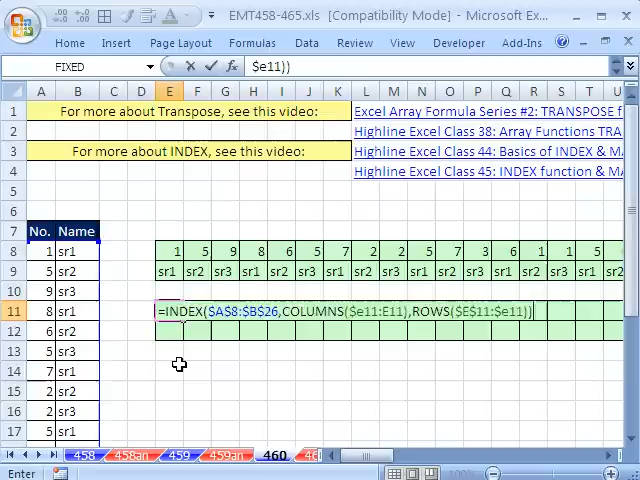 EMT458-465.xls [Compatibility Mode] - Microsoft Ex...
Home Insert Page Layout Formulas Data Review View Developer Add-Ins
FIXED $e11))
A B C D E F G H I J K L M N O P Q R S T U
1 For more about Transpose, see this video: Excel Array Formula Series #2: TRANSPOSE f
2 Highline Excel Class 38: Array Functions TRA
3 For more about INDEX, see this video: Highline Excel Class 44: Basics of INDEX & MA
4 Highline Excel Class 45: INDEX function & MA
5
6
7 No. Name
8 1 sr1 1 5 9 8 6 5 7 2 2 7 3 6 1 1 5
9 5 sr2 sr1 sr2 sr3 sr1 sr2 sr3 sr1 sr2 sr3 sr1 sr2 sr3 sr1 sr2 sr3 sr1
10 9 sr3
11 8 sr1 =INDEX($A$8:$B$26,COLUMNS($e11:E11),ROWS($E$11:$e11))
12 6 sr2
13 5 sr3
14 7 sr1
15 2 sr2
16 2 sr3
17 5 sr1
458 458an 459 459an 460 46
Enter 100%